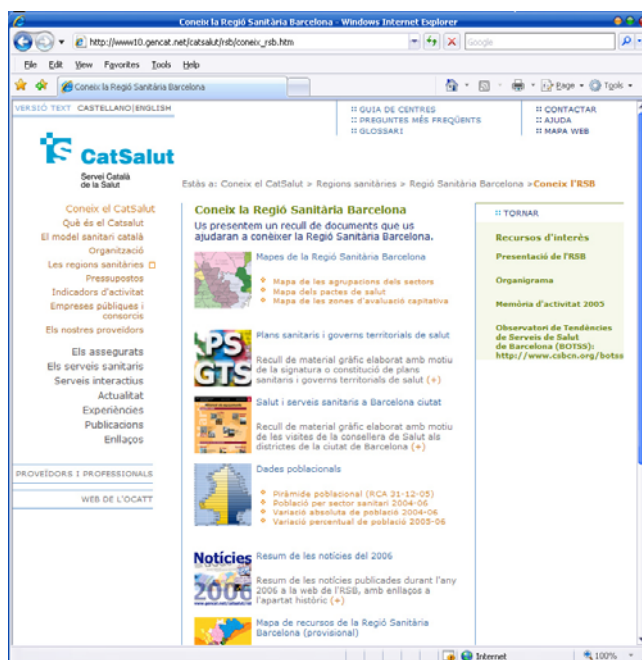 Coneix la Regió Sanitària Barcelona - Windows Internet Explorer
http://www10.gencat.net/catsalut/rsb/coneix_rsb.htm
Google
File Edit View Favorites Tools Help
Coneix la Regió Sanitària Barcelona
Page Tools
VERSIÓ TEXT CASTELLANO|ENGLISH
GUIA DE CENTRES
PREGUNTES MÉS FREQÜENTS
GLOSSARI
CONTACTAR
AJUDA
MAPA WEB
CatSalut
Servei Català
de la Salut
Estàs a: Coneix el CatSalut » Regions sanitàries » Regió Sanitària Barcelona »Coneix l'RSB
Coneix el CatSalut
Què és el Catsalut
El model sanitari català
Organització
Les regions sanitàries
Pressupostos
Indicadors d'activitat
Empreses públiques i
consorcis
Els nostres proveïdors
Els assegurats
Els serveis sanitaris
Serveis interactius
Actualitat
Experiències
Publicacions
Enllaços
PROVEÏDORS I PROFESSIONALS
WEB DE L'OCATT
Coneix la Regió Sanitària Barcelona
Us presentem un recull de documents que us
ajudaran a conèixer la Regió Sanitària Barcelona.
Mapes de la Regió Sanitària Barcelona
Mapa de les agrupacions dels sectors
Mapa dels pactes de salut
Mapa de les zones d'avaluació capitativa
PS
GTS
Plans sanitaris i governs territorials de salut
Recull de material gràfic elaborat amb motiu
de la signatura o constitució de plans
sanitaris i governs territorials de salut (+)
Salut i serveis sanitaris a Barcelona ciutat
Recull de material gràfic elaborat amb motiu
de les visites de la consellera de Salut als
districtes de la ciutat de Barcelona (+)
Dades poblacionals
Piràmide poblacional (RCA 31-12-05)
Població per sector sanitari 2004-06
Variació absoluta de població 2004-06
Variació percentual de població 2005-06
Notícies
2006
Resum de les notícies del 2006
Resum de les notícies publicades durant l'any
2006 a la web de l'RSB, amb enllaços a
l'apartat històric (+)
Mapa de recursos de la Regió Sanitària
Barcelona (provisional)
TORNAR
Recursos d'interès
Presentació de l'RSB
Organigrama
Memòria d'activitat 2005
Observatori de Tendències
de Serveis de Salut
de Barcelona (BOTSS):
http://www.csbcn.org/botss
Internet
100%